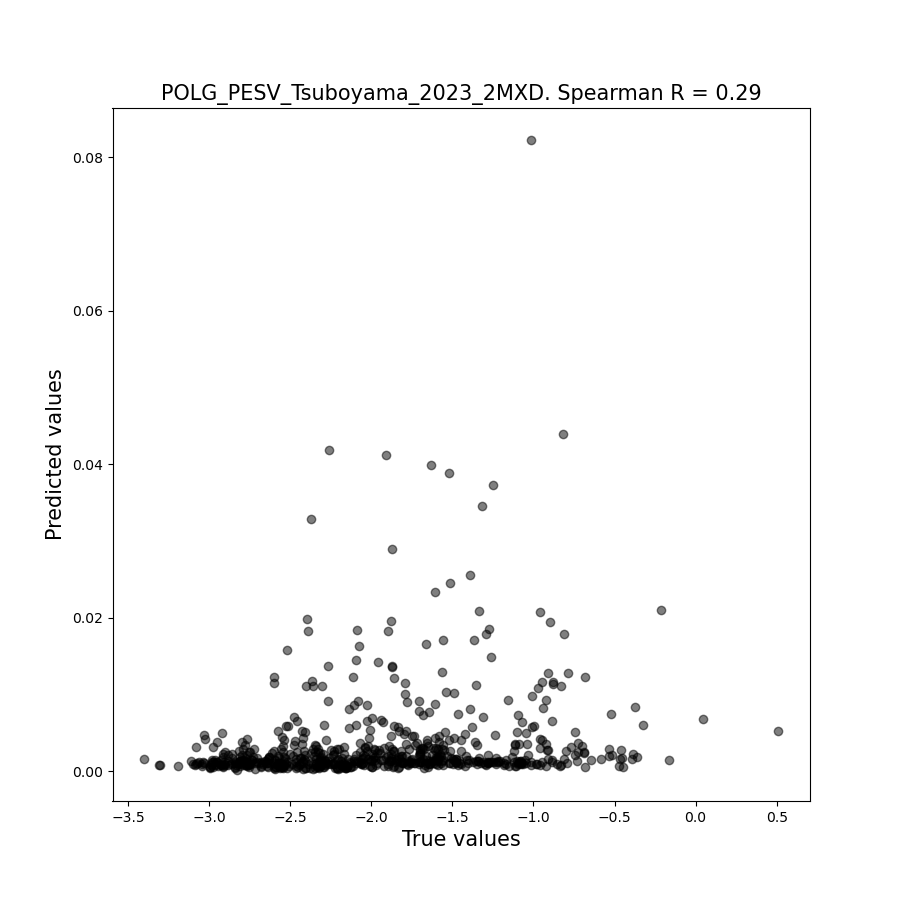 POLG_PESV_Tsuboyama_2023_2MXD. Spearman R = 0.29
0.08
0.06
0.04
0.02
0.00
Predicted values
−3.5 −3.0 −2.5 −2.0 −1.5 −1.0 −0.5 0.0 0.5
True values